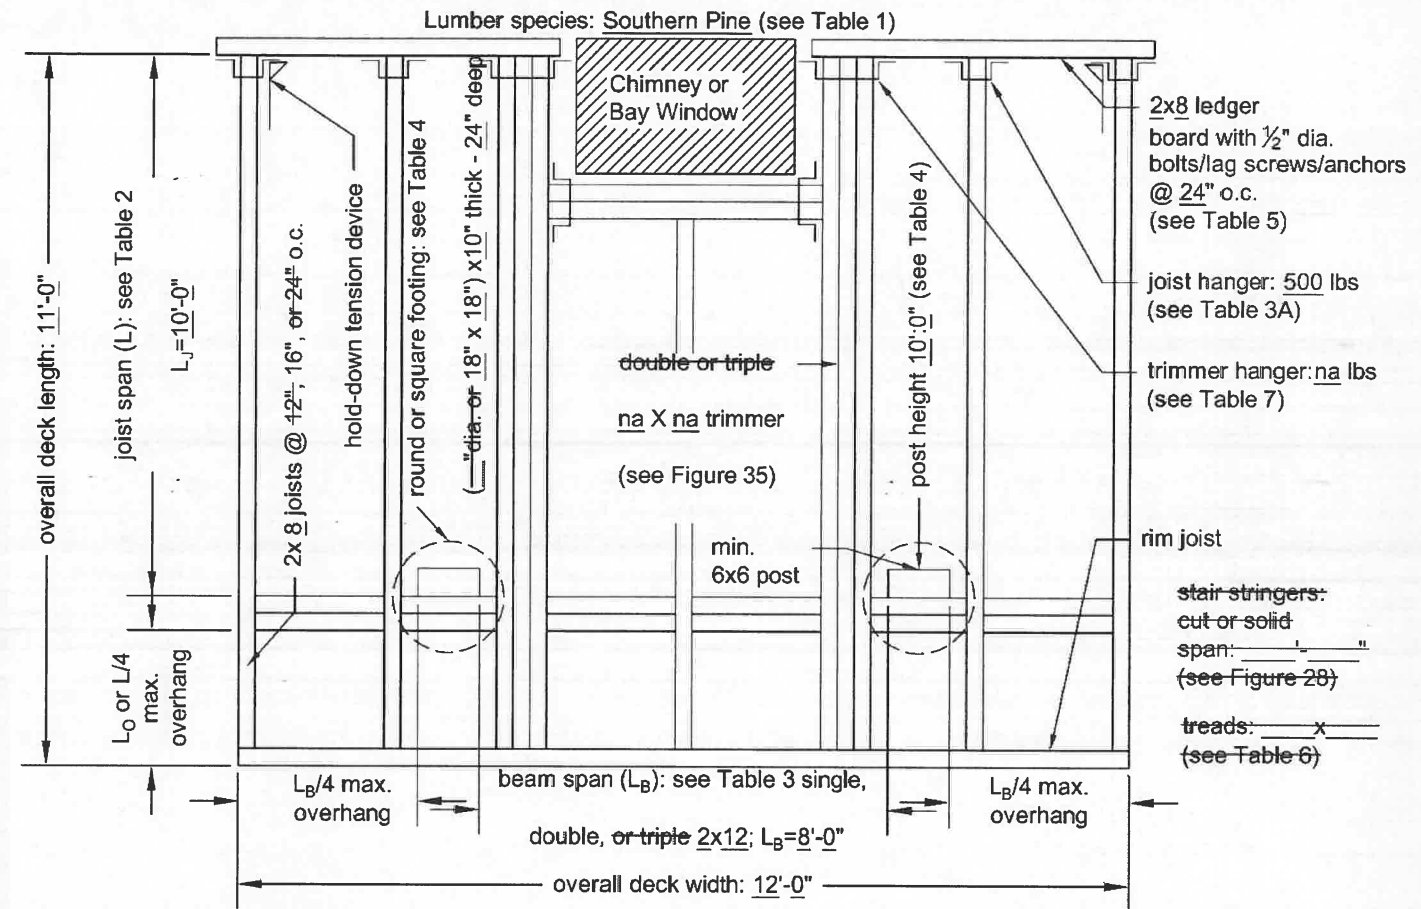 Lumber species: Southern Pine (see Table 1)
Chimney or
Bay Window
overall deck length: 11'-0"
joist span (L): see Table 2
LJ=10'-0"
2x 8 joists @ 12", 16", or 24" o.c.
hold-down tension device
round or square footing: see Table 4
(__"dia. or 18" x 18") x10" thick - 24" deep
post height 10':0" (see Table 4)
2x8 ledger
board with ½" dia.
bolts/lag screws/anchors
@ 24" o.c.
(see Table 5)
joist hanger: 500 lbs
(see Table 3A)
trimmer hanger: na lbs
(see Table 7)
double or triple
na X na trimmer
(see Figure 35)
min.
6x6 post
rim joist
stair stringers:
cut or solid
span: ____'-____"
(see Figure 28)
treads: ____x____
(see Table 6)
LO or L/4
max.
overhang
LB/4 max.
overhang
beam span (LB): see Table 3 single,
double, or triple 2x12; LB=8'-0"
LB/4 max.
overhang
overall deck width: 12'-0"